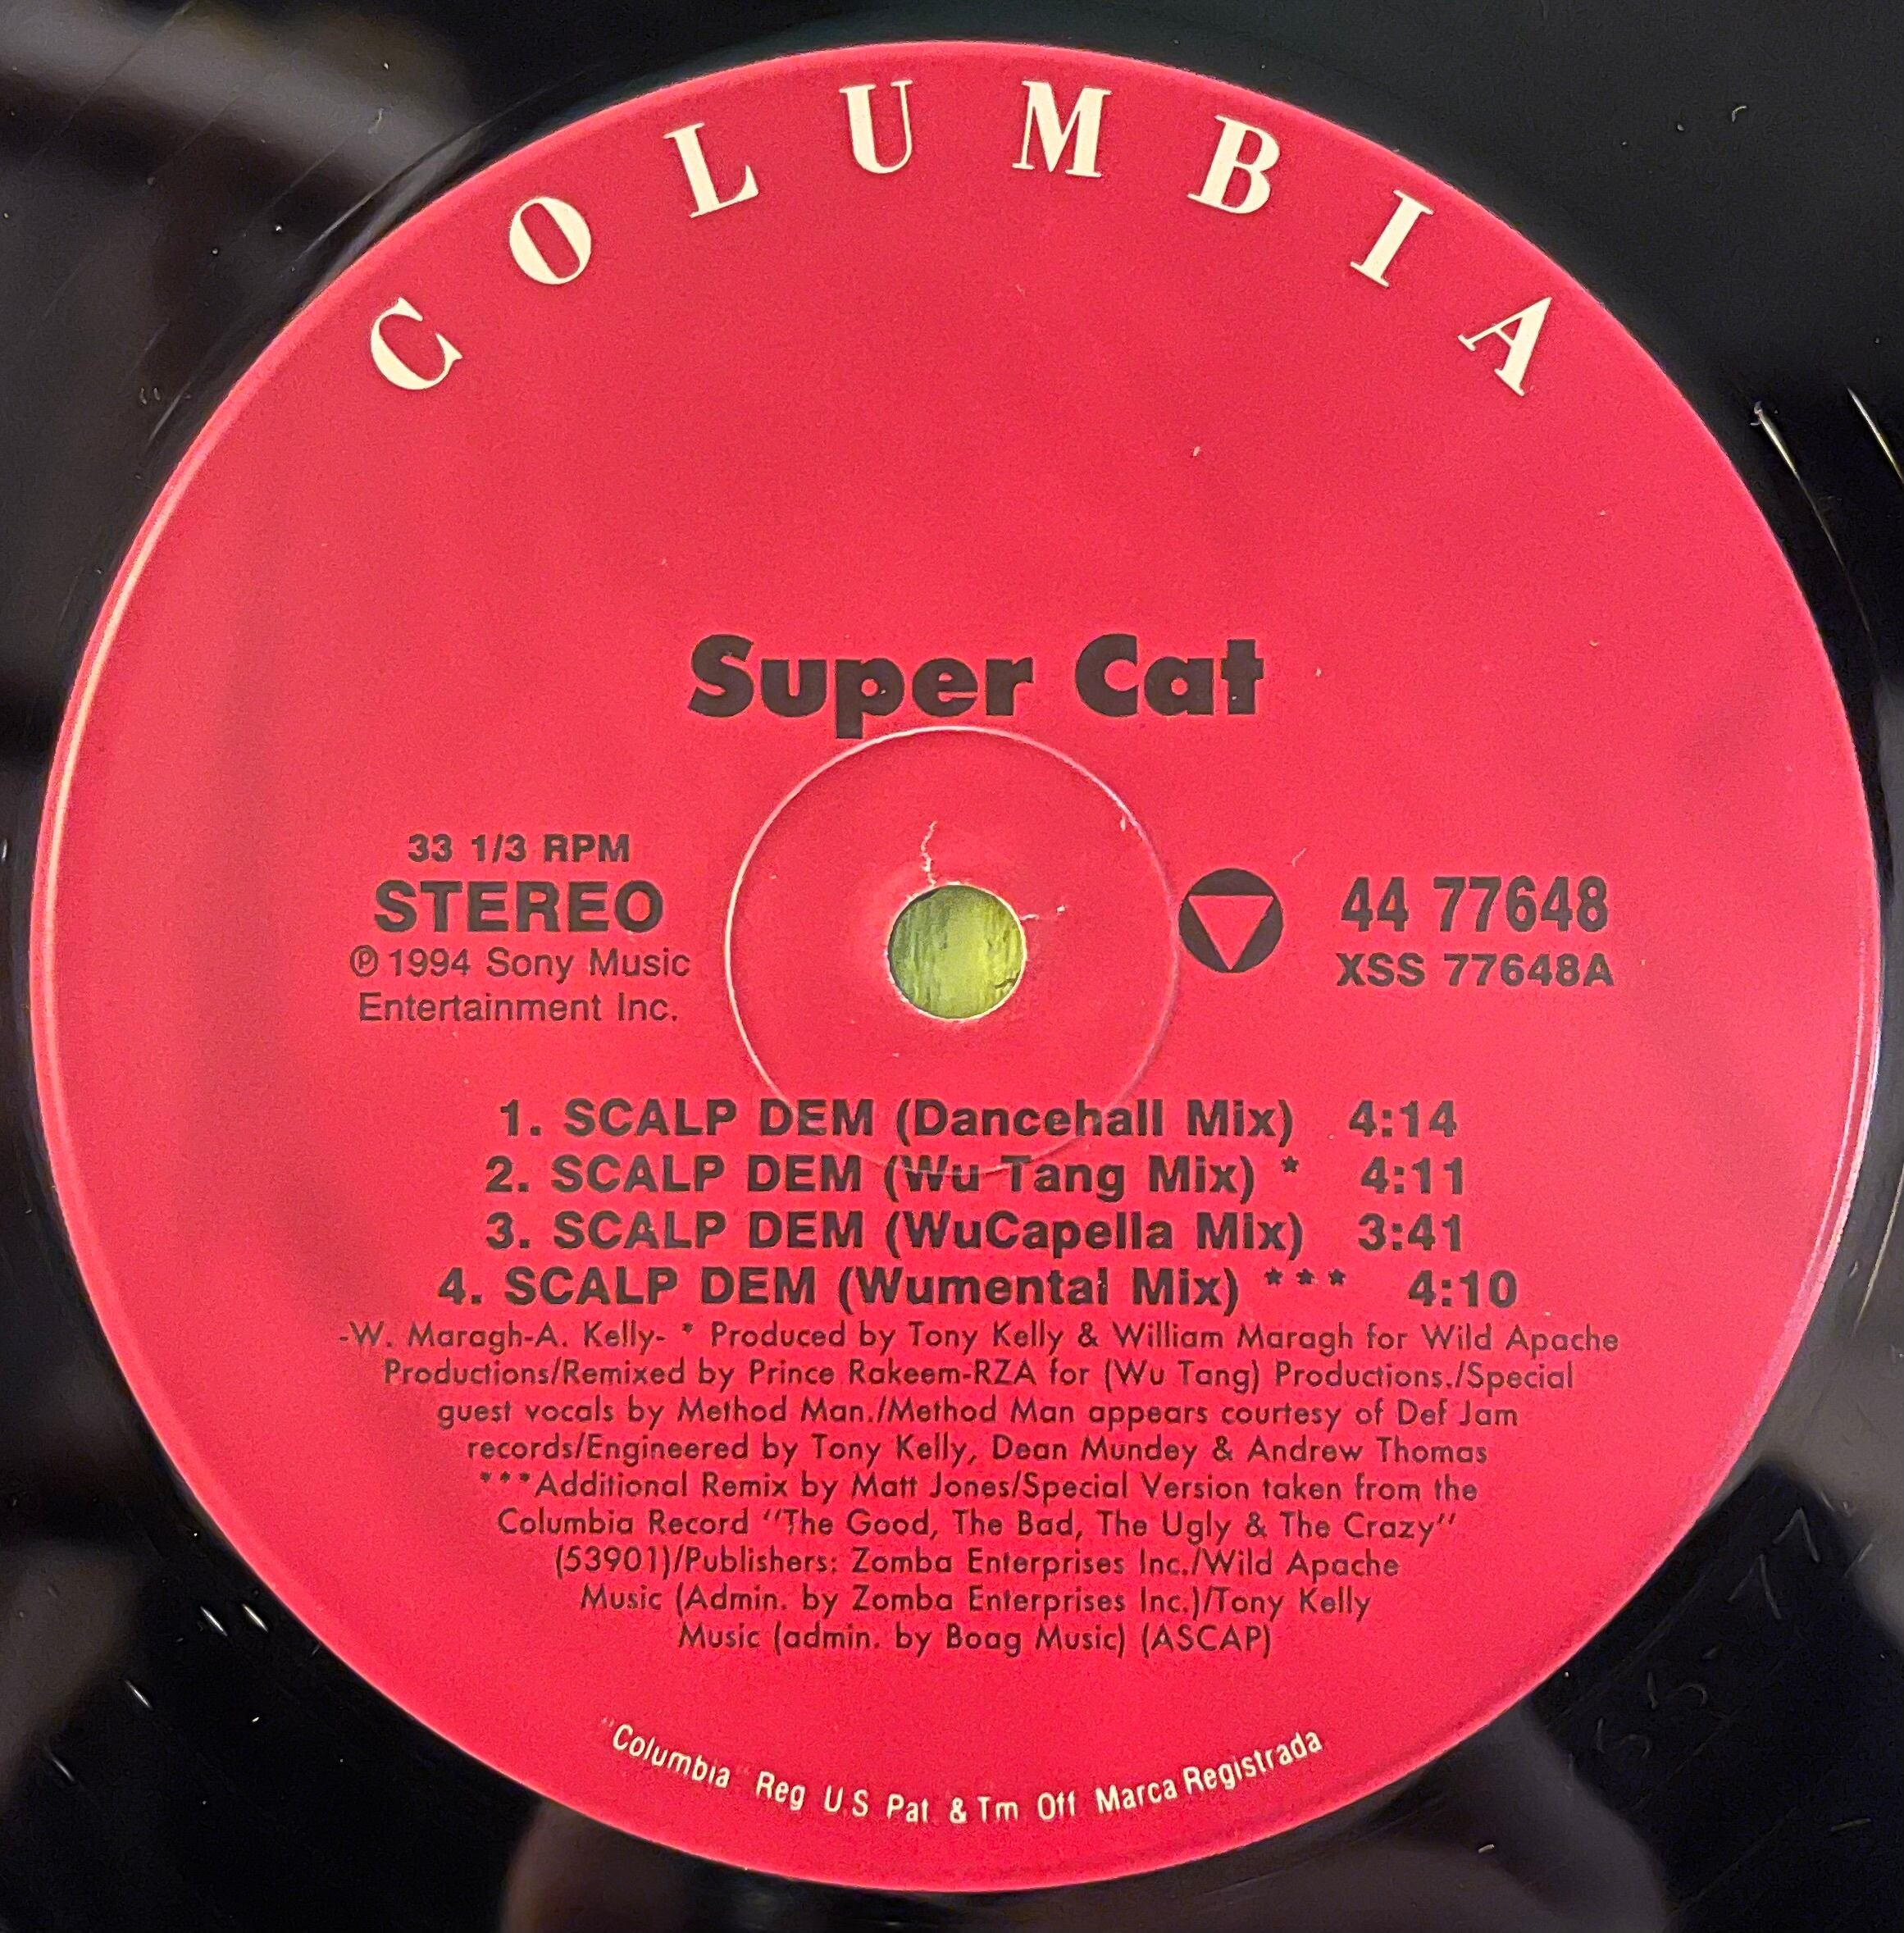 COLUMBIA
Super Cat
33 1/3 RPM
STEREO
℗ 1994 Sony Music
Entertainment Inc.
44 77648
XSS 77648A
1. SCALP DEM (Dancehall Mix) 4:14
2. SCALP DEM (Wu Tang Mix) * 4:11
3. SCALP DEM (WuCapella Mix) 3:41
4. SCALP DEM (Wumental Mix) *** 4:10
-W. Maragh-A. Kelly- * Produced by Tony Kelly & William Maragh for Wild Apache
Productions/Remixed by Prince Rakeem-RZA for (Wu Tang) Productions./Special
guest vocals by Method Man./Method Man appears courtesy of Def Jam
records/Engineered by Tony Kelly, Dean Mundey & Andrew Thomas
***Additional Remix by Matt Jones/Special Version taken from the
Columbia Record "The Good, The Bad, The Ugly & The Crazy"
(53901)/Publishers: Zomba Enterprises Inc./Wild Apache
Music (Admin. by Zomba Enterprises Inc.)/Tony Kelly
Music (admin. by Boag Music) (ASCAP)
"Columbia" Reg U.S Pat & Tm Off Marca Registrada